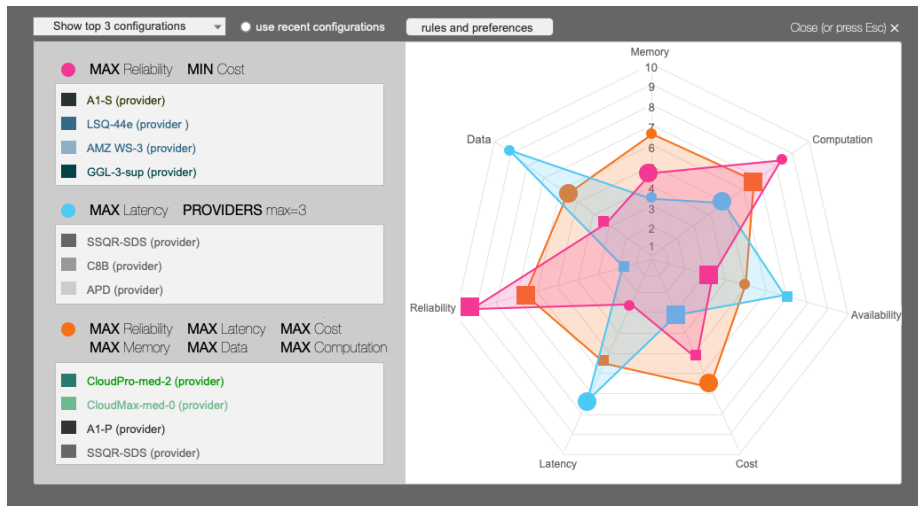 Show top 3 configurations
use recent configurations
rules and preferences
Close (or press Esc) ×
MAX Reliability MIN Cost
A1-S (provider)
LSQ-44e (provider )
AMZ WS-3 (provider)
GGL-3-sup (provider)
MAX Latency PROVIDERS max=3
SSQR-SDS (provider)
C8B (provider)
APD (provider)
MAX Reliability MAX Latency MAX Cost
MAX Memory MAX Data MAX Computation
CloudPro-med-2 (provider)
CloudMax-med-0 (provider)
A1-P (provider)
SSQR-SDS (provider)
Memory
10
9
8
7
6
5
4
3
2
1
Data
Computation
Reliability
Availability
Latency
Cost